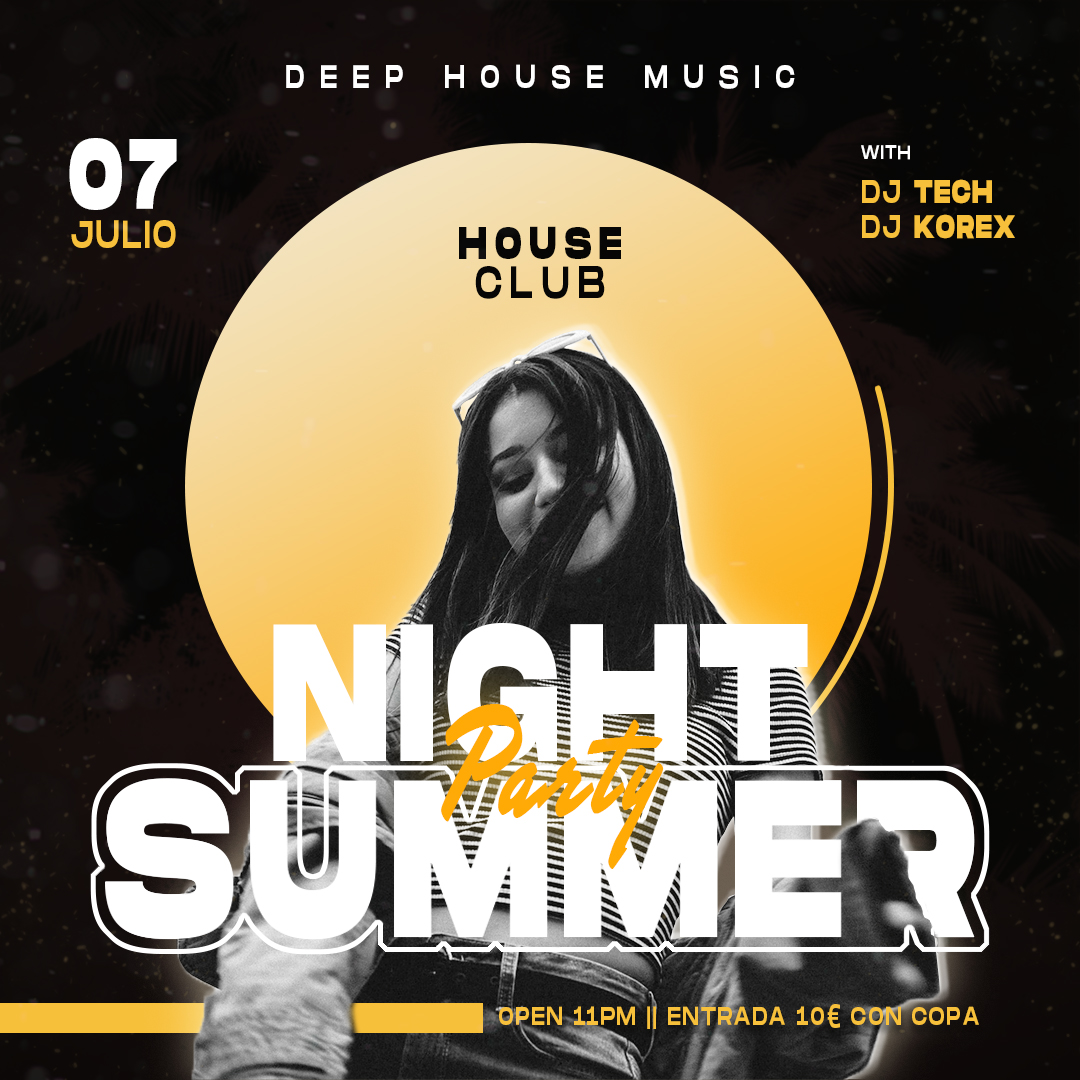 DEEP HOUSE MUSIC
07
JULIO
WITH
DJ TECH
DJ KOREX
HOUSE
CLUB
NIGHT
Party
SUMMER
OPEN 11PM || ENTRADA 10€ CON COPA